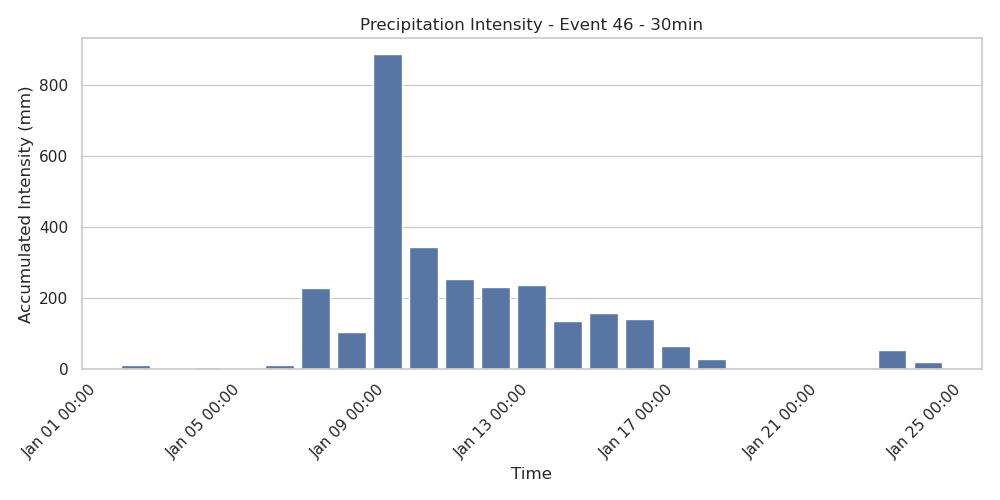 Precipitation Intensity - Event 46 - 30min
Accumulated Intensity (mm)
800
600
400
200
0
Jan 01 00:00
Jan 05 00:00
Jan 09 00:00
Jan 13 00:00
Jan 17 00:00
Jan 21 00:00
Jan 25 00:00
Time